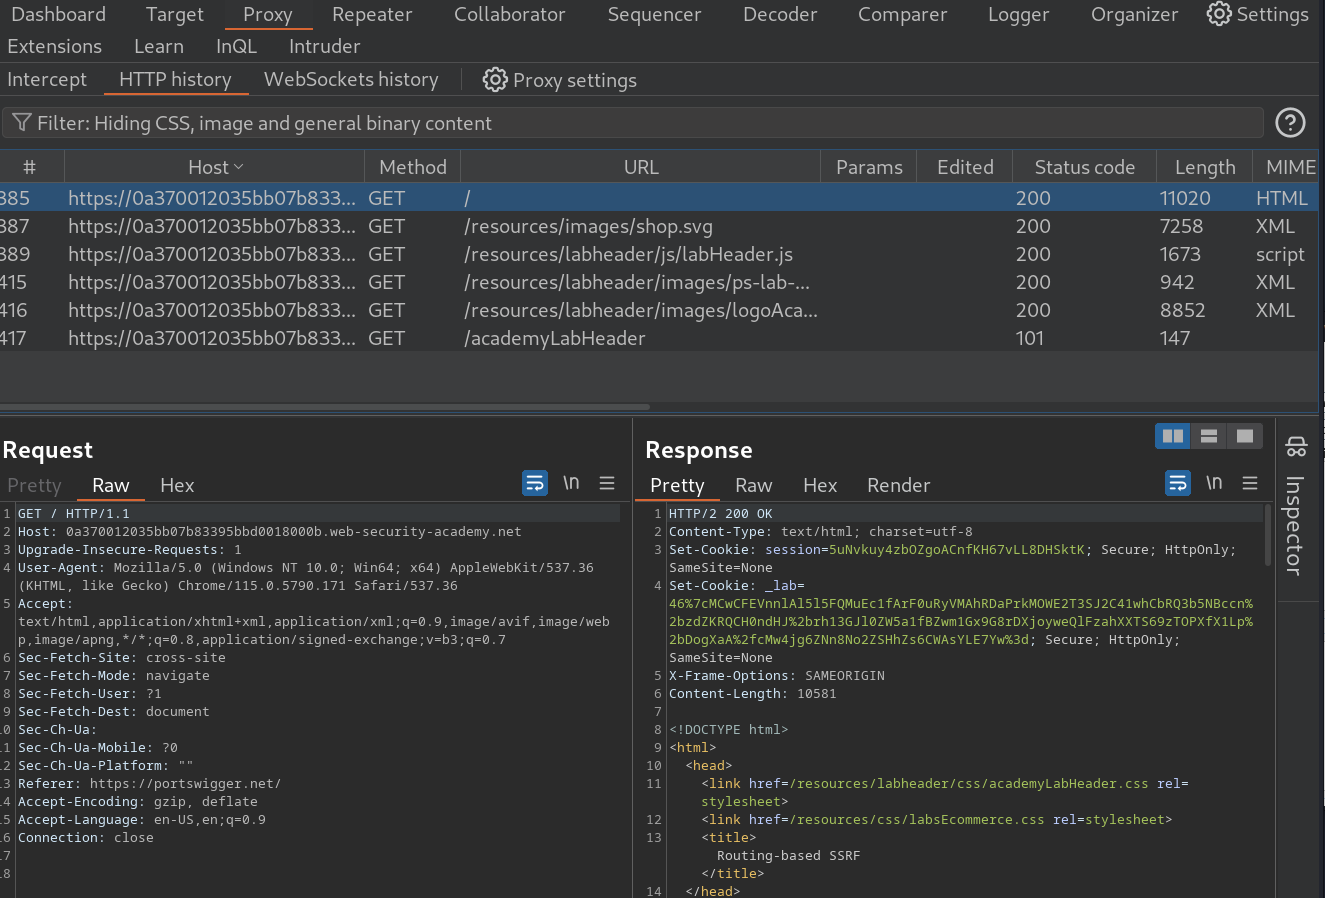 Dashboard Target Proxy Repeater Collaborator Sequencer Decoder Comparer Logger Organizer Settings
Extensions Learn InQL Intruder
Intercept HTTP history WebSockets history Proxy settings
Filter: Hiding CSS, image and general binary content
# Host Method URL Params Edited Status code Length MIME
385 https://0a370012035bb07b833... GET / 200 11020 HTML
387 https://0a370012035bb07b833... GET /resources/images/shop.svg 200 7258 XML
389 https://0a370012035bb07b833... GET /resources/labheader/js/labHeader.js 200 1673 script
415 https://0a370012035bb07b833... GET /resources/labheader/images/ps-lab-... 200 942 XML
416 https://0a370012035bb07b833... GET /resources/labheader/images/logoAca... 200 8852 XML
417 https://0a370012035bb07b833... GET /academyLabHeader 101 147
Request
Pretty Raw Hex \n
1 GET / HTTP/1.1
2 Host: 0a370012035bb07b83395bbd0018000b.web-security-academy.net
3 Upgrade-Insecure-Requests: 1
4 User-Agent: Mozilla/5.0 (Windows NT 10.0; Win64; x64) AppleWebKit/537.36
(KHTML, like Gecko) Chrome/115.0.5790.171 Safari/537.36
5 Accept:
text/html,application/xhtml+xml,application/xml;q=0.9,image/avif,image/web
p,image/apng,*/*;q=0.8,application/signed-exchange;v=b3;q=0.7
6 Sec-Fetch-Site: cross-site
7 Sec-Fetch-Mode: navigate
8 Sec-Fetch-User: ?1
9 Sec-Fetch-Dest: document
10 Sec-Ch-Ua:
11 Sec-Ch-Ua-Mobile: ?0
12 Sec-Ch-Ua-Platform: ""
13 Referer: https://portswigger.net/
14 Accept-Encoding: gzip, deflate
15 Accept-Language: en-US,en;q=0.9
16 Connection: close
17
18
Response
Pretty Raw Hex Render \n
1 HTTP/2 200 OK
2 Content-Type: text/html; charset=utf-8
3 Set-Cookie: session=5uNvkuy4zbOZgoACnfKH67vLL8DHSktK; Secure; HttpOnly;
SameSite=None
4 Set-Cookie: _lab=
46%7cMCwCFEVnnlAl5l5FQMuEc1fArF0uRyVMAhRDaPrkMOWE2T3SJ2C41whCbRQ3b5NBccn%
2bzdZKRQCH0ndHJ%2brh13GJl0ZW5a1fBZwm1Gx9G8rDXjoyweQlFzahXXTS69zTOPXfX1Lp%
2bDogXaA%2fcMw4jg6ZNn8No2ZSHhZs6CWAsYLE7Yw%3d; Secure; HttpOnly;
SameSite=None
5 X-Frame-Options: SAMEORIGIN
6 Content-Length: 10581
7
8 <!DOCTYPE html>
9 <html>
10 <head>
11 <link href=/resources/labheader/css/academyLabHeader.css rel=
stylesheet>
12 <link href=/resources/css/labsEcommerce.css rel=stylesheet>
13 <title>
Routing-based SSRF
</title>
14 </head>
Inspector